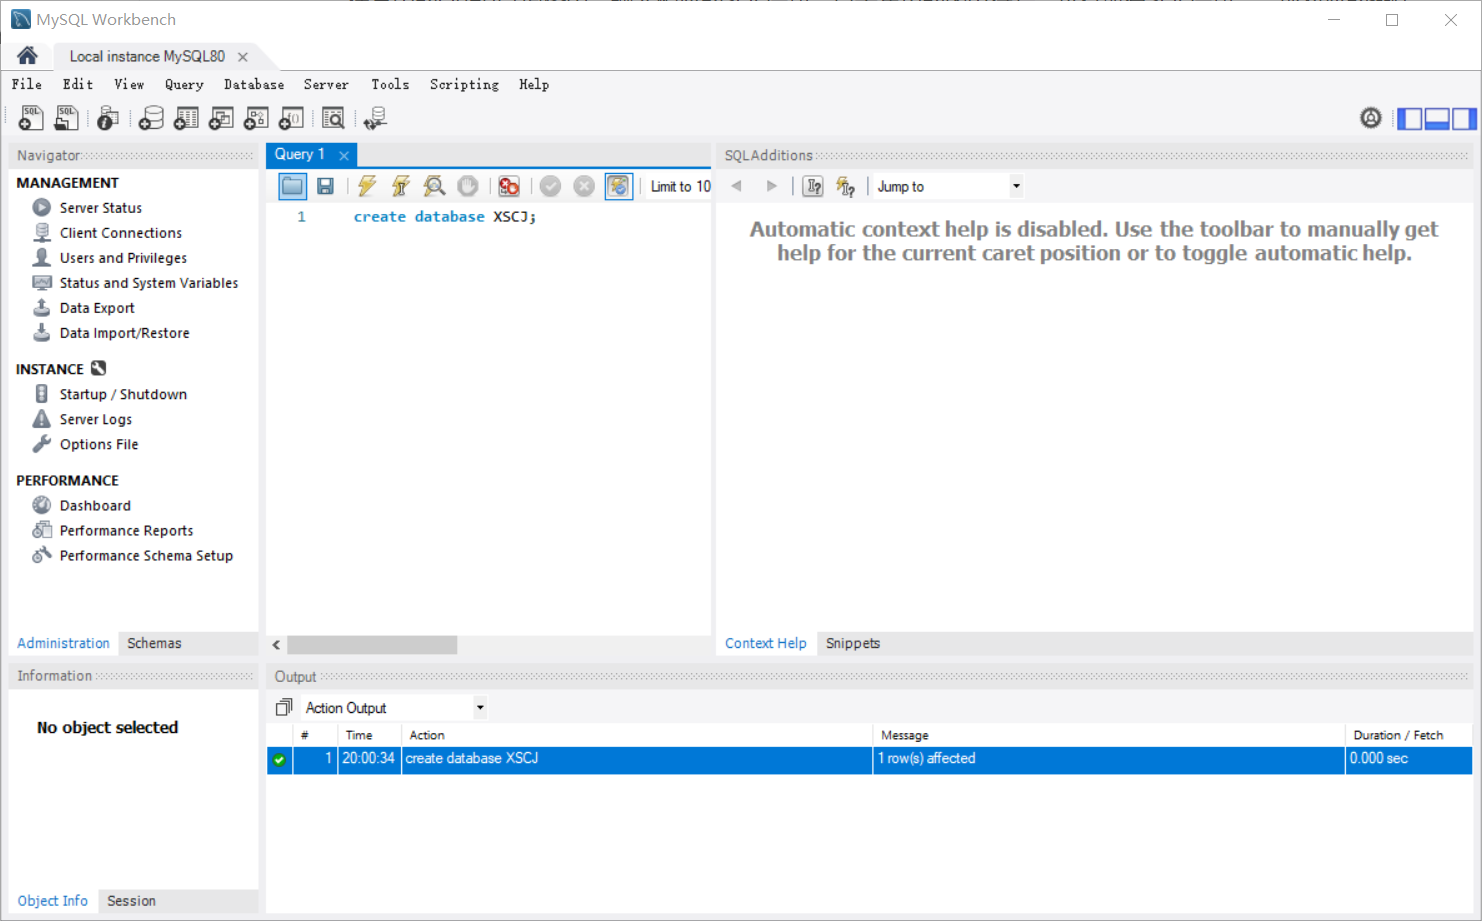 MySQL Workbench
Local instance MySQL80
File Edit View Query Database Server Tools Scripting Help
Navigator
MANAGEMENT
Server Status
Client Connections
Users and Privileges
Status and System Variables
Data Export
Data Import/Restore
INSTANCE
Startup / Shutdown
Server Logs
Options File
PERFORMANCE
Dashboard
Performance Reports
Performance Schema Setup
Administration Schemas
Query 1
Limit to 10
1 create database XSCJ;
SQLAdditions
Jump to
Automatic context help is disabled. Use the toolbar to manually get
help for the current caret position or to toggle automatic help.
Context Help Snippets
Information
No object selected
Object Info Session
Output
Action Output
# Time Action Message Duration / Fetch
1 20:00:34 create database XSCJ 1 row(s) affected 0.000 sec